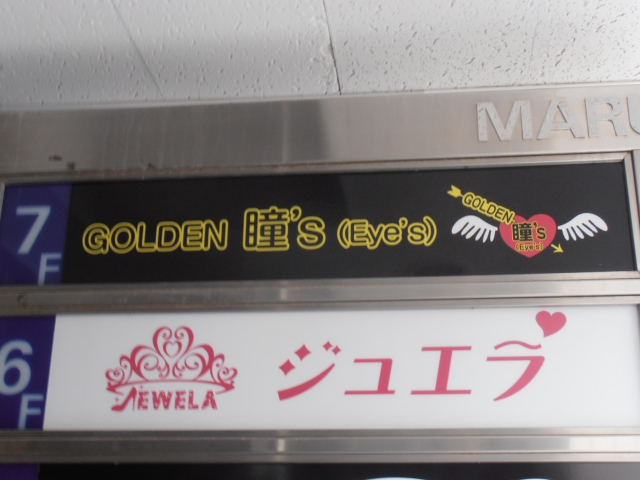 MARU
7F
GOLDEN 瞳's (Eye's)
GOLDEN
瞳's
(Eye's)
6F
JEWELA
ジュエラ